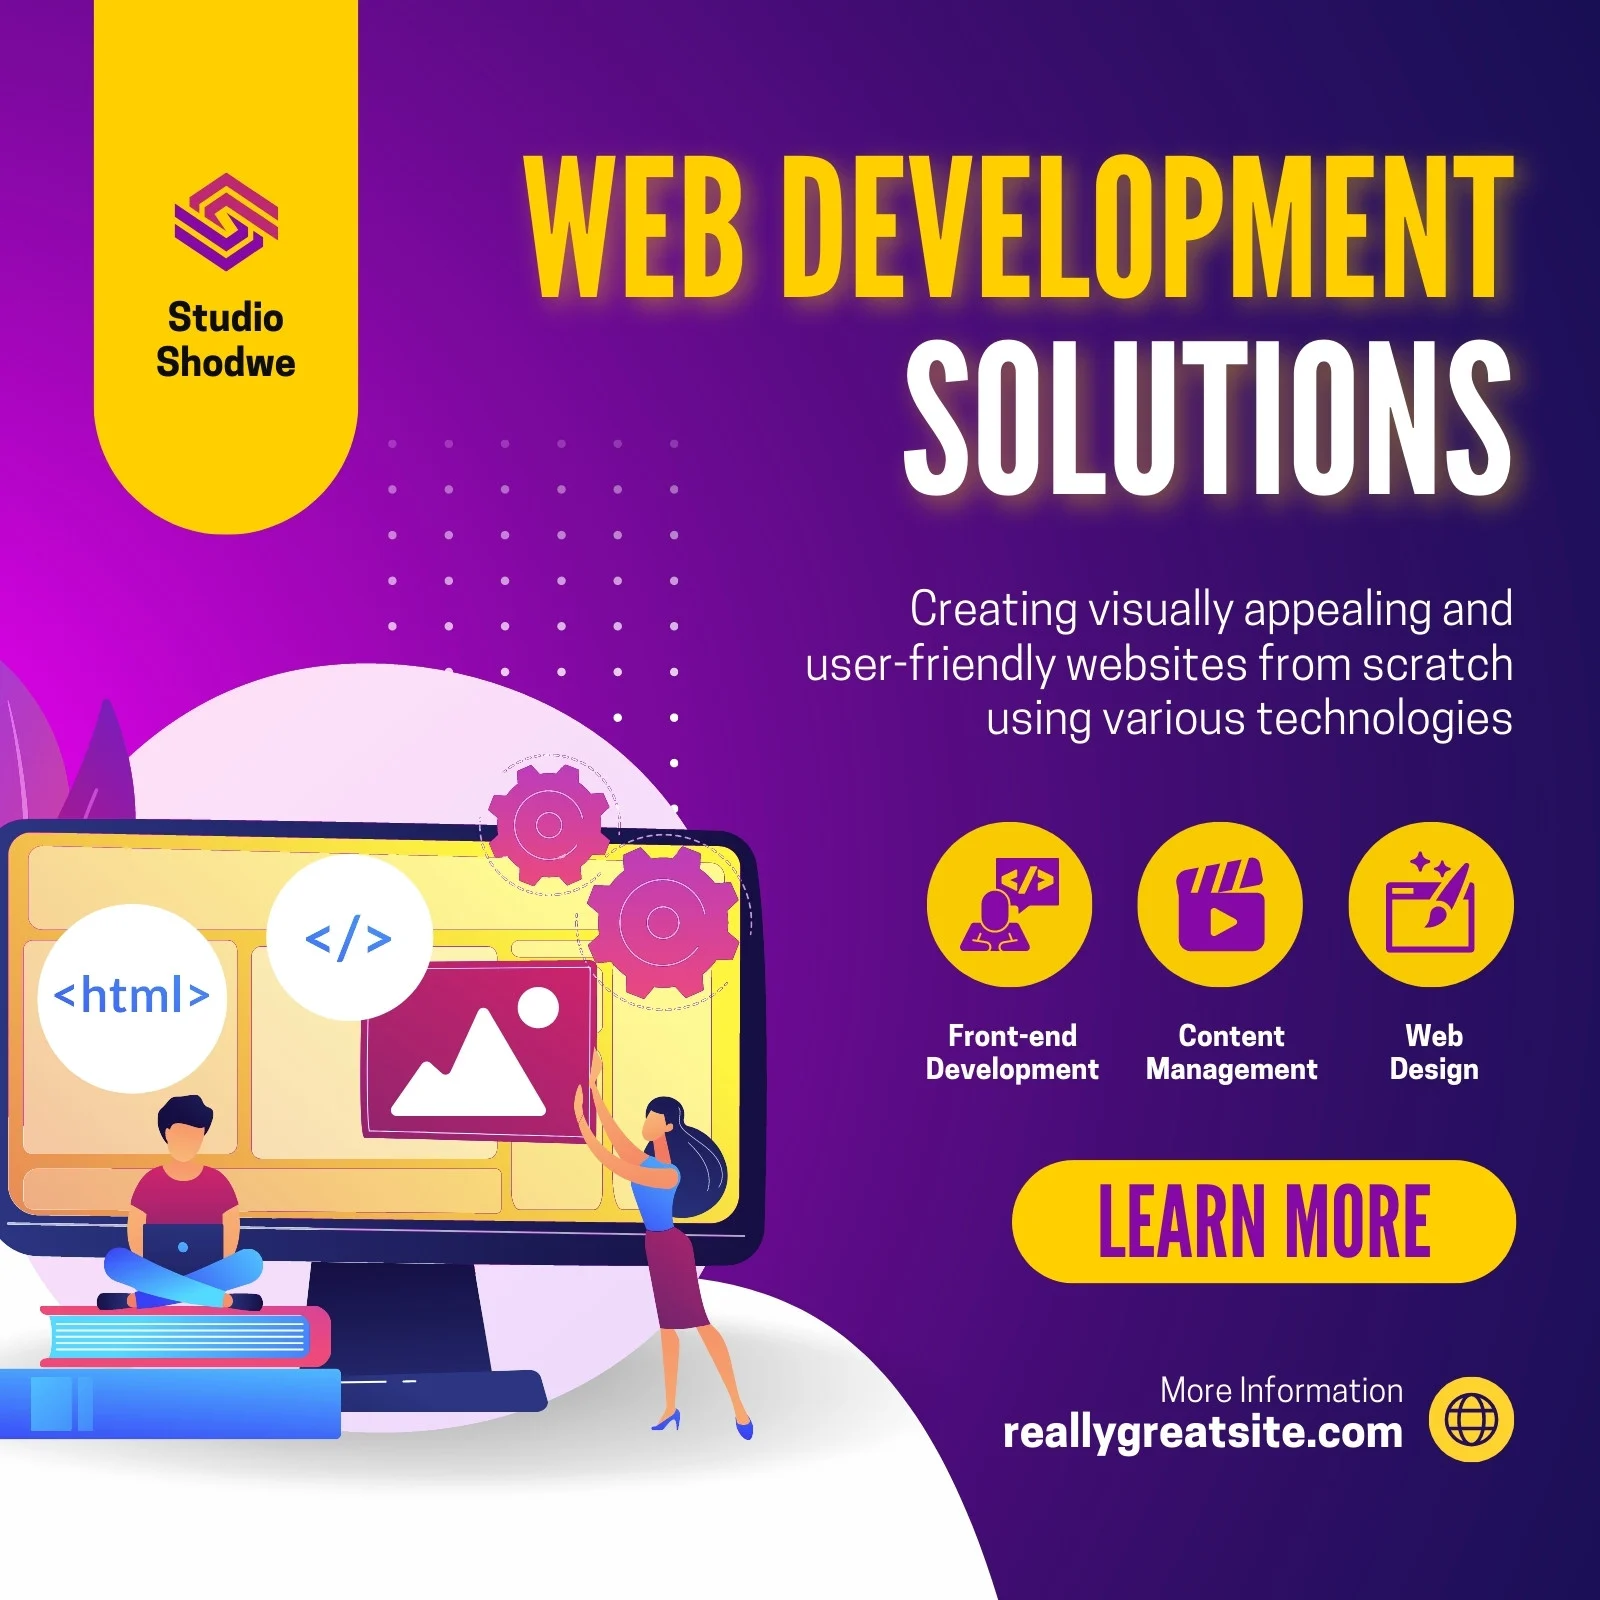 Studio
Shodwe
WEB DEVELOPMENT
SOLUTIONS
Creating visually appealing and
user-friendly websites from scratch
using various technologies
<html>
</>
</>
Front-end
Development
Content
Management
Web
Design
LEARN MORE
More Information
reallygreatsite.com